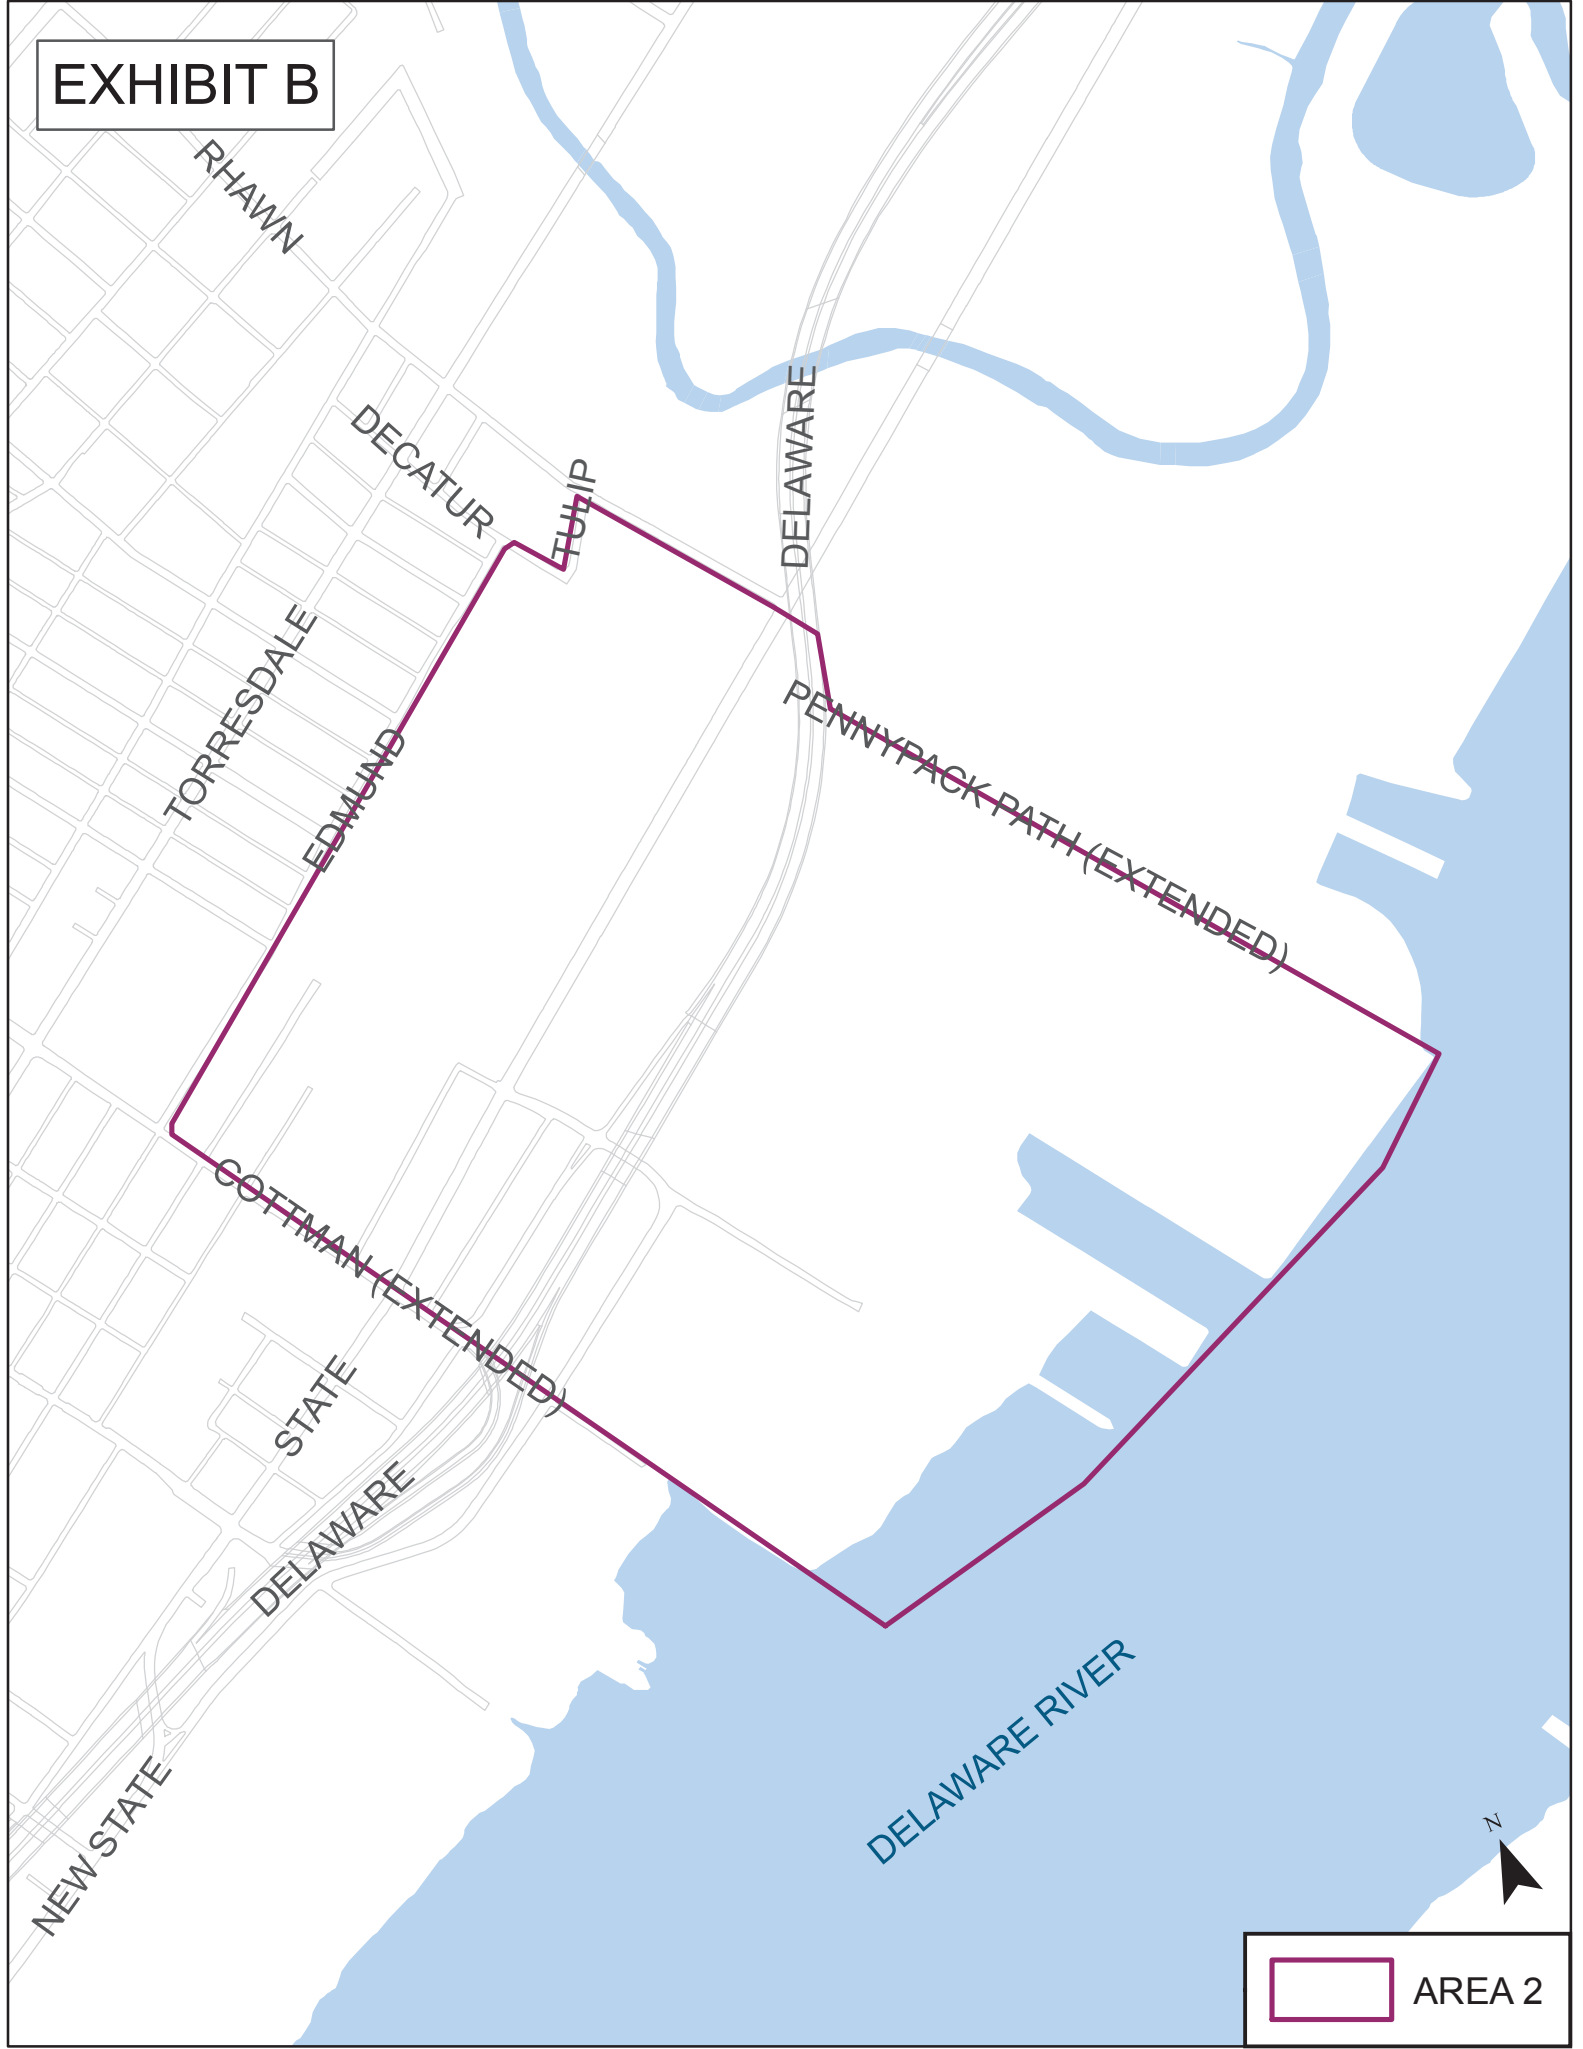 EXHIBIT B
RHAWN
DECATUR
TULIP
DELAWARE
TORRESDALE
EDMUND
PENNYPACK PATH (EXTENDED)
COTTMAN (EXTENDED)
STATE
DELAWARE
NEW STATE
DELAWARE RIVER
N
AREA 2